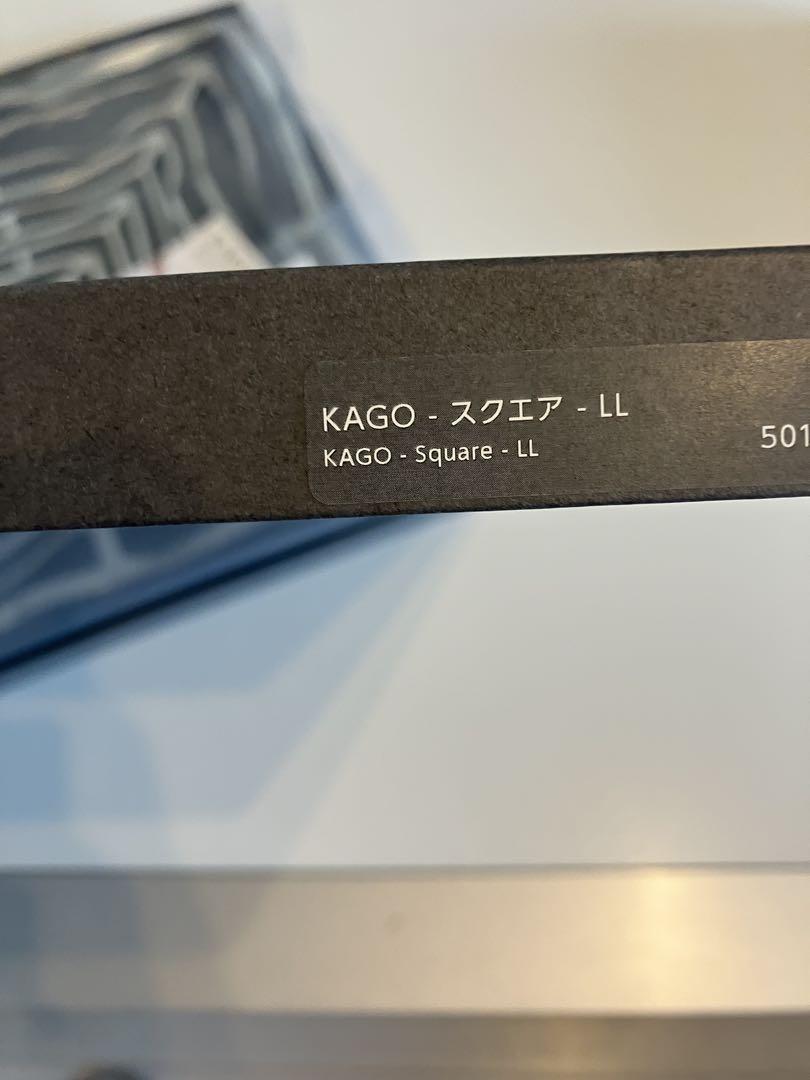 KAGO - スクエア - LL
KAGO - Square - LL
501